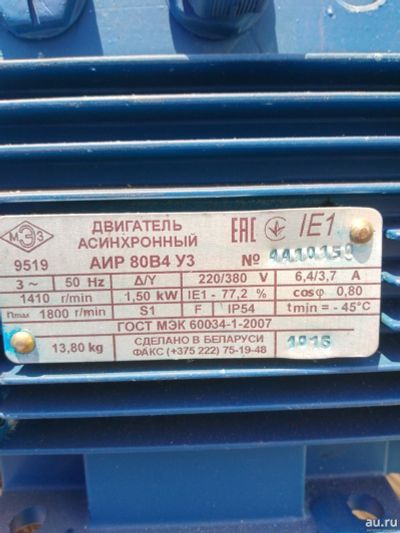 МЭЗ
ДВИГАТЕЛЬ
АСИНХРОННЫЙ
EAC IE1
9519 АИР 80В4 У3 №
3 ~ 50 Hz Δ/Y 220/380 V 6,4/3,7 A
1410 r/min 1,50 kW IE1 - 77,2 % cosφ 0,80
nmax 1800 r/min S1 F IP54 tmin = - 45°C
ГОСТ МЭК 60034-1-2007
13,80 kg СДЕЛАНО В БЕЛАРУСИ
ФАКС (+375 222) 75-19-48
au.ru